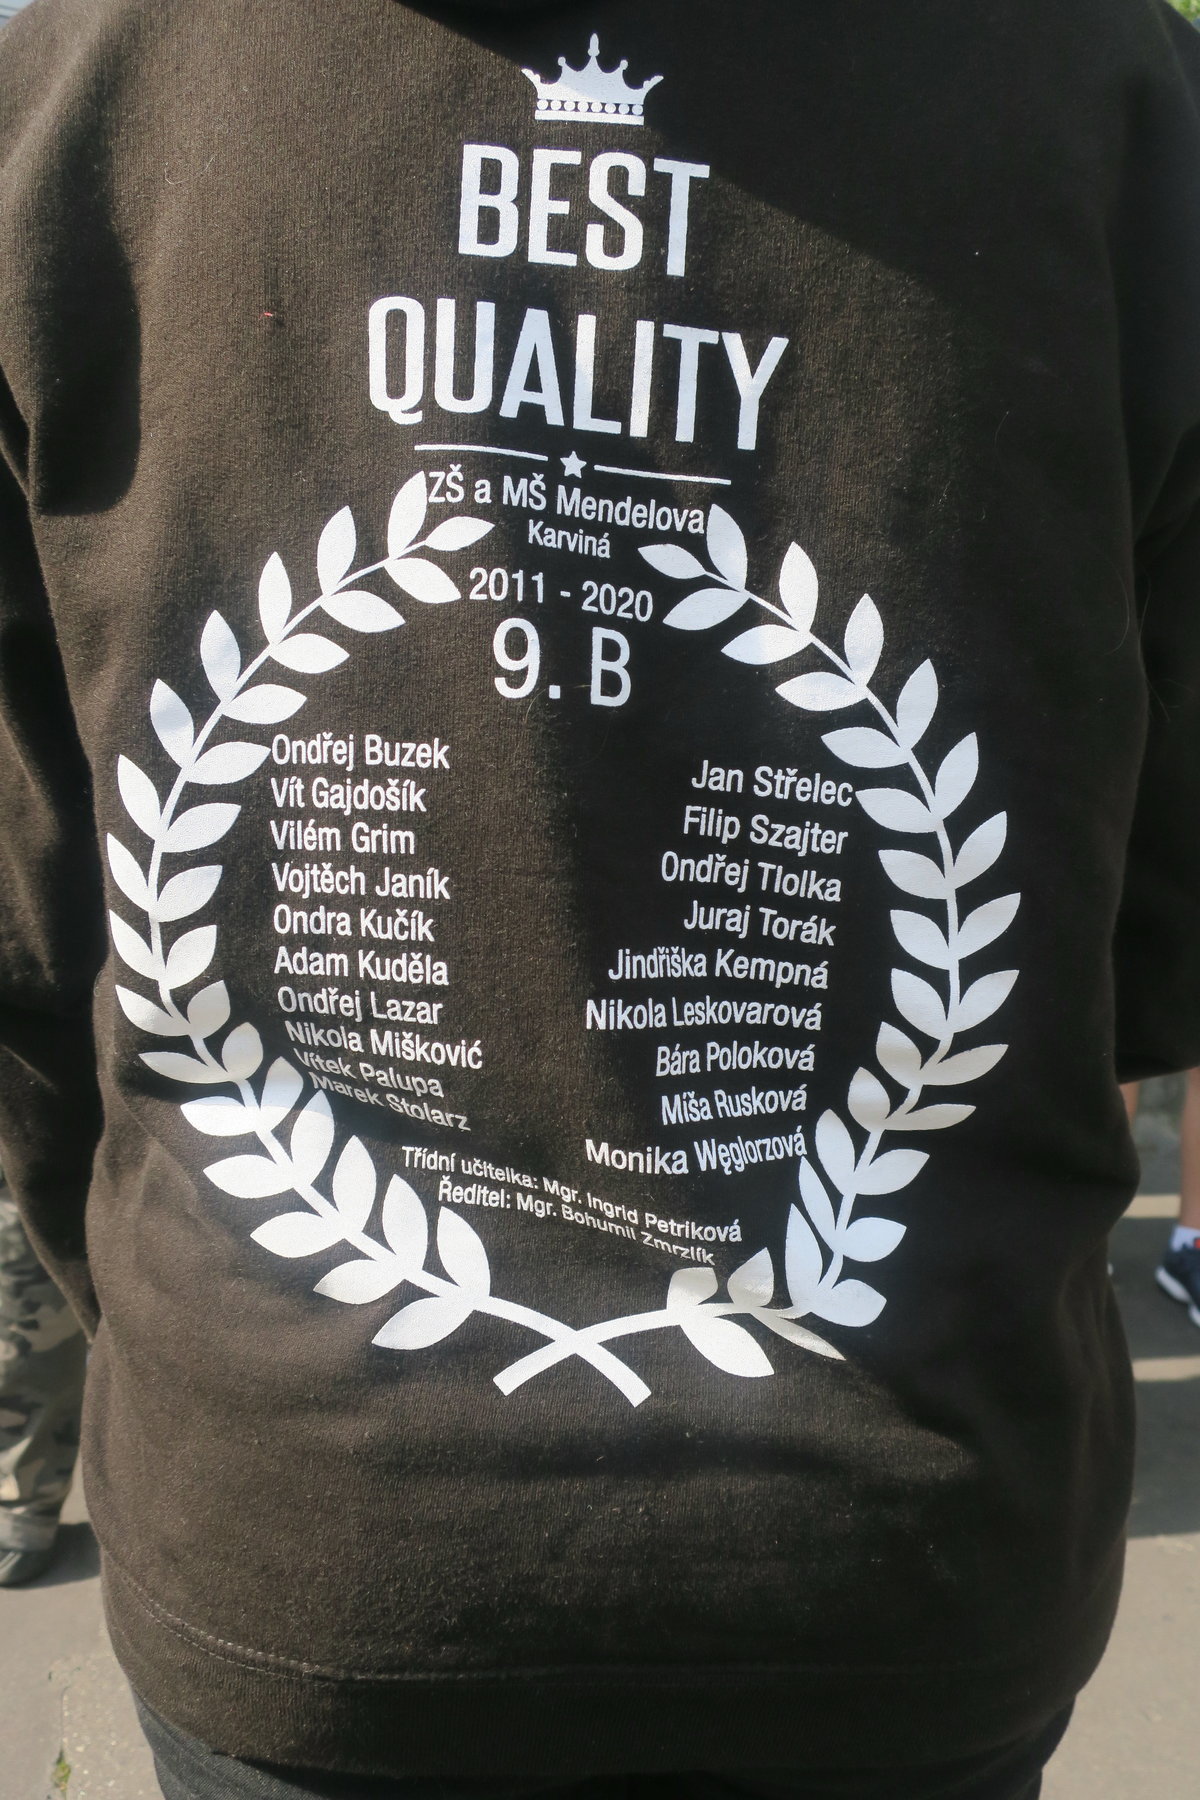 BEST
QUALITY
ZŠ a MŠ Mendelova
Karviná
2011 - 2020
9. B
Ondřej Buzek
Vít Gajdošík
Vilém Grim
Vojtěch Janík
Ondra Kučík
Adam Kuděla
Ondřej Lazar
Nikola Mišković
Vítek Palupa
Marek Stolarz
Jan Střelec
Filip Szajter
Ondřej Tlolka
Juraj Torák
Jindřiška Kempná
Nikola Leskovarová
Bára Poloková
Míša Rusková
Monika Węglorzová
Třídní učitelka: Mgr. Ingrid Petriková
Ředitel: Mgr. Bohumil Zmrzlík